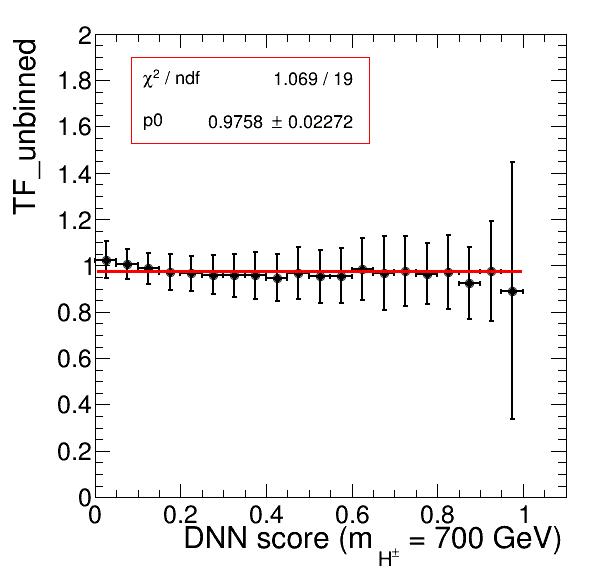 TF_unbinned
2
1.8
1.6
1.4
1.2
1
0.8
0.6
0.4
0.2
0
χ² / ndf 1.069 / 19
p0 0.9758 ± 0.02272
0 0.2 0.4 0.6 0.8 1
DNN score (m_H± = 700 GeV)